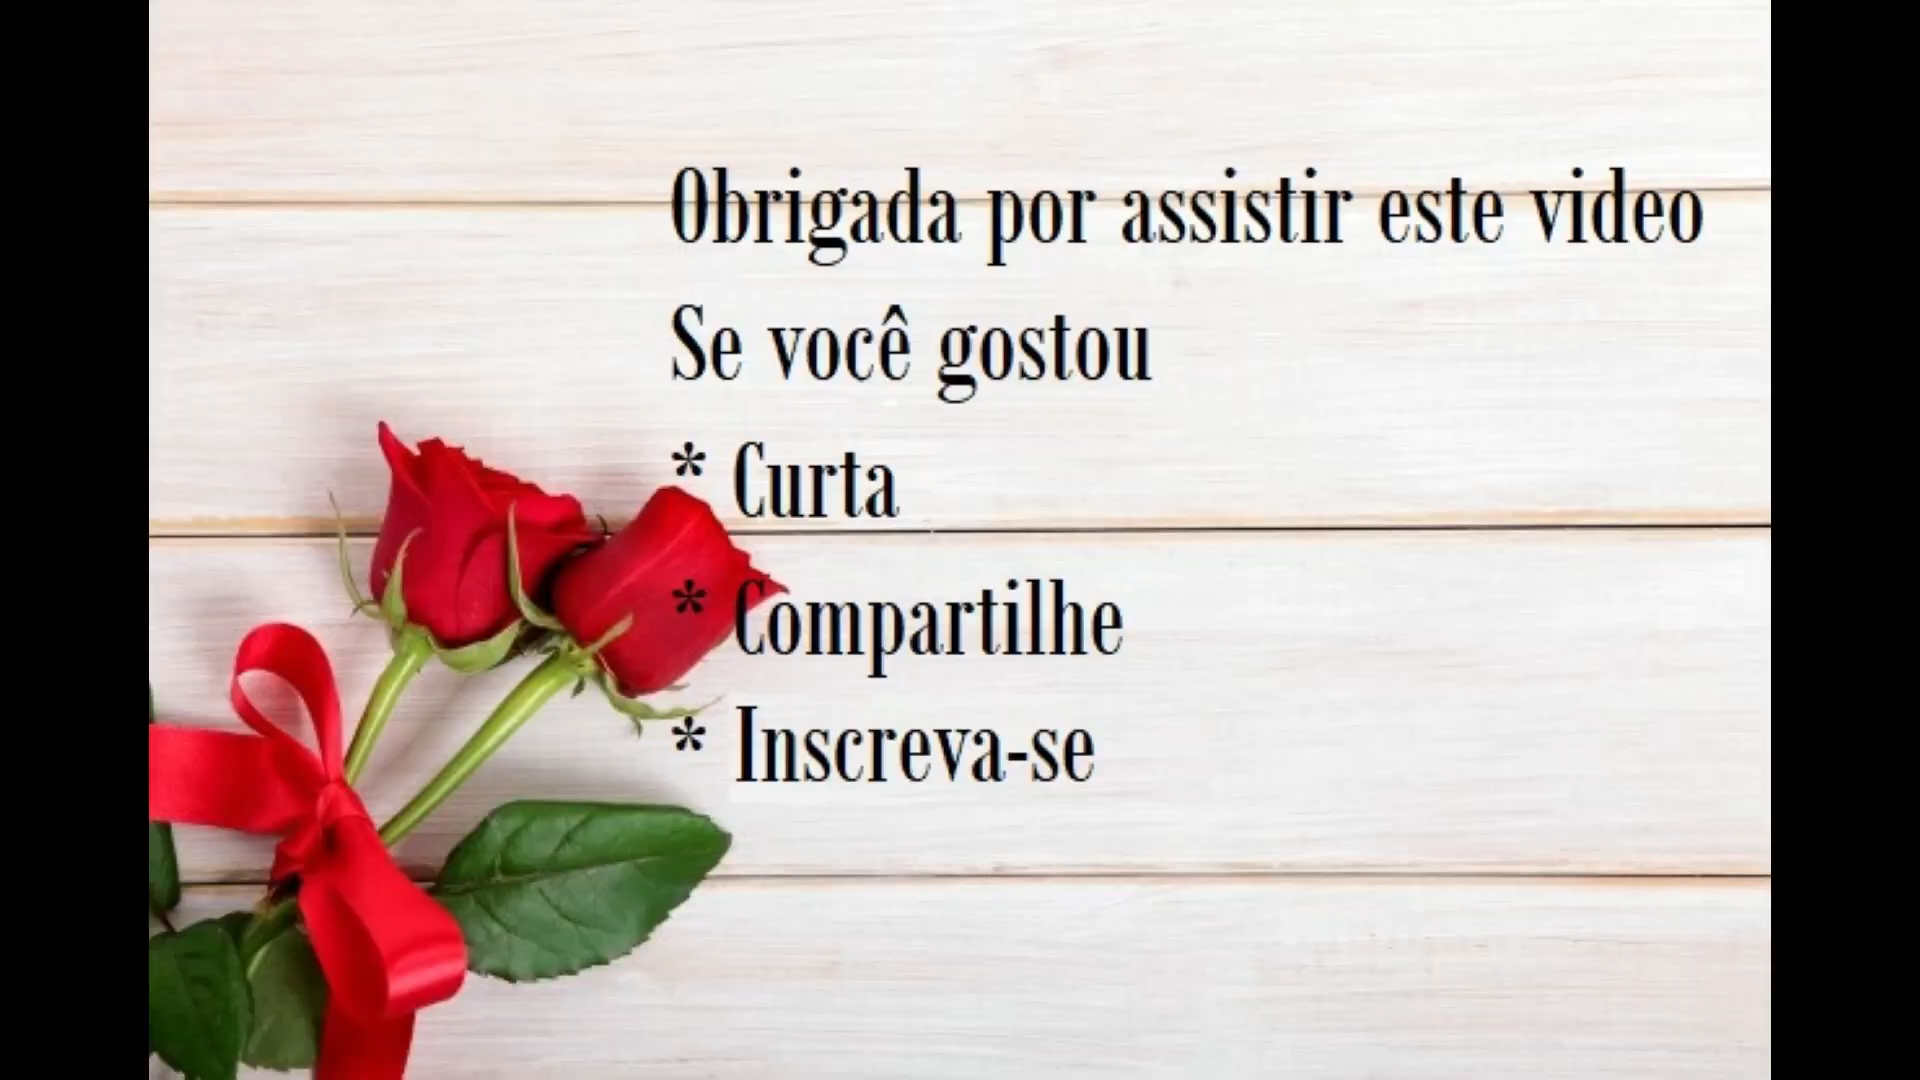 Obrigada por assistir este video
Se você gostou
* Curta
* Compartilhe
* Inscreva-se